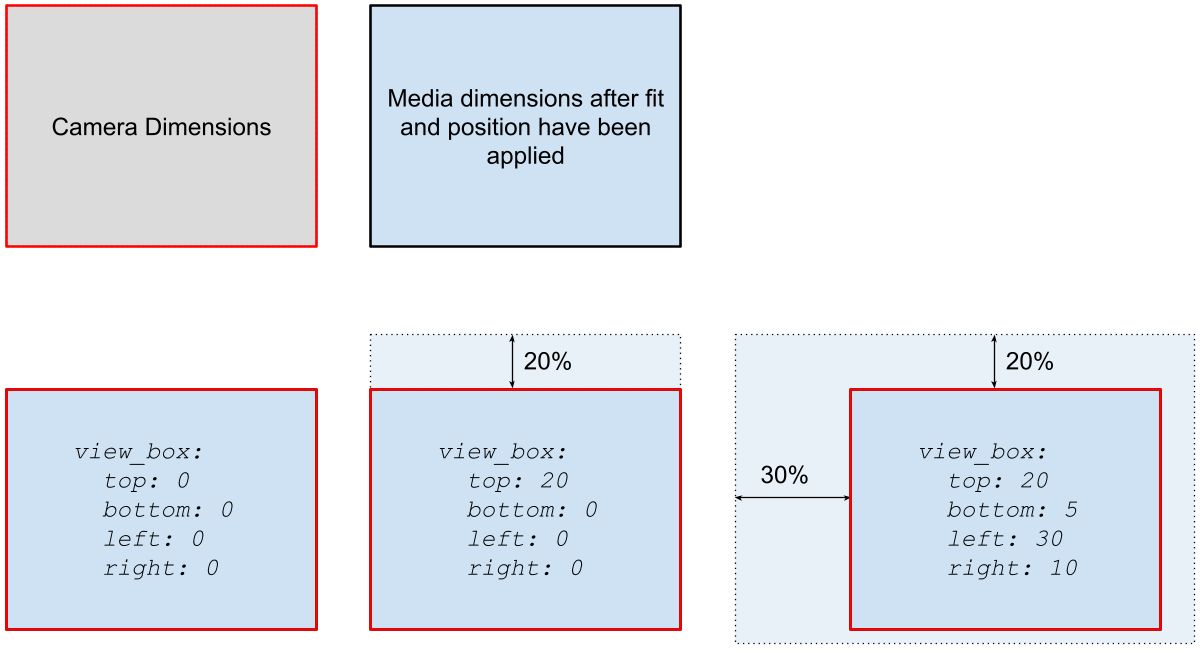 Camera Dimensions
Media dimensions after fit
and position have been
applied
20%
20%
30%
view_box:
top: 0
bottom: 0
left: 0
right: 0
view_box:
top: 20
bottom: 0
left: 0
right: 0
view_box:
top: 20
bottom: 5
left: 30
right: 10